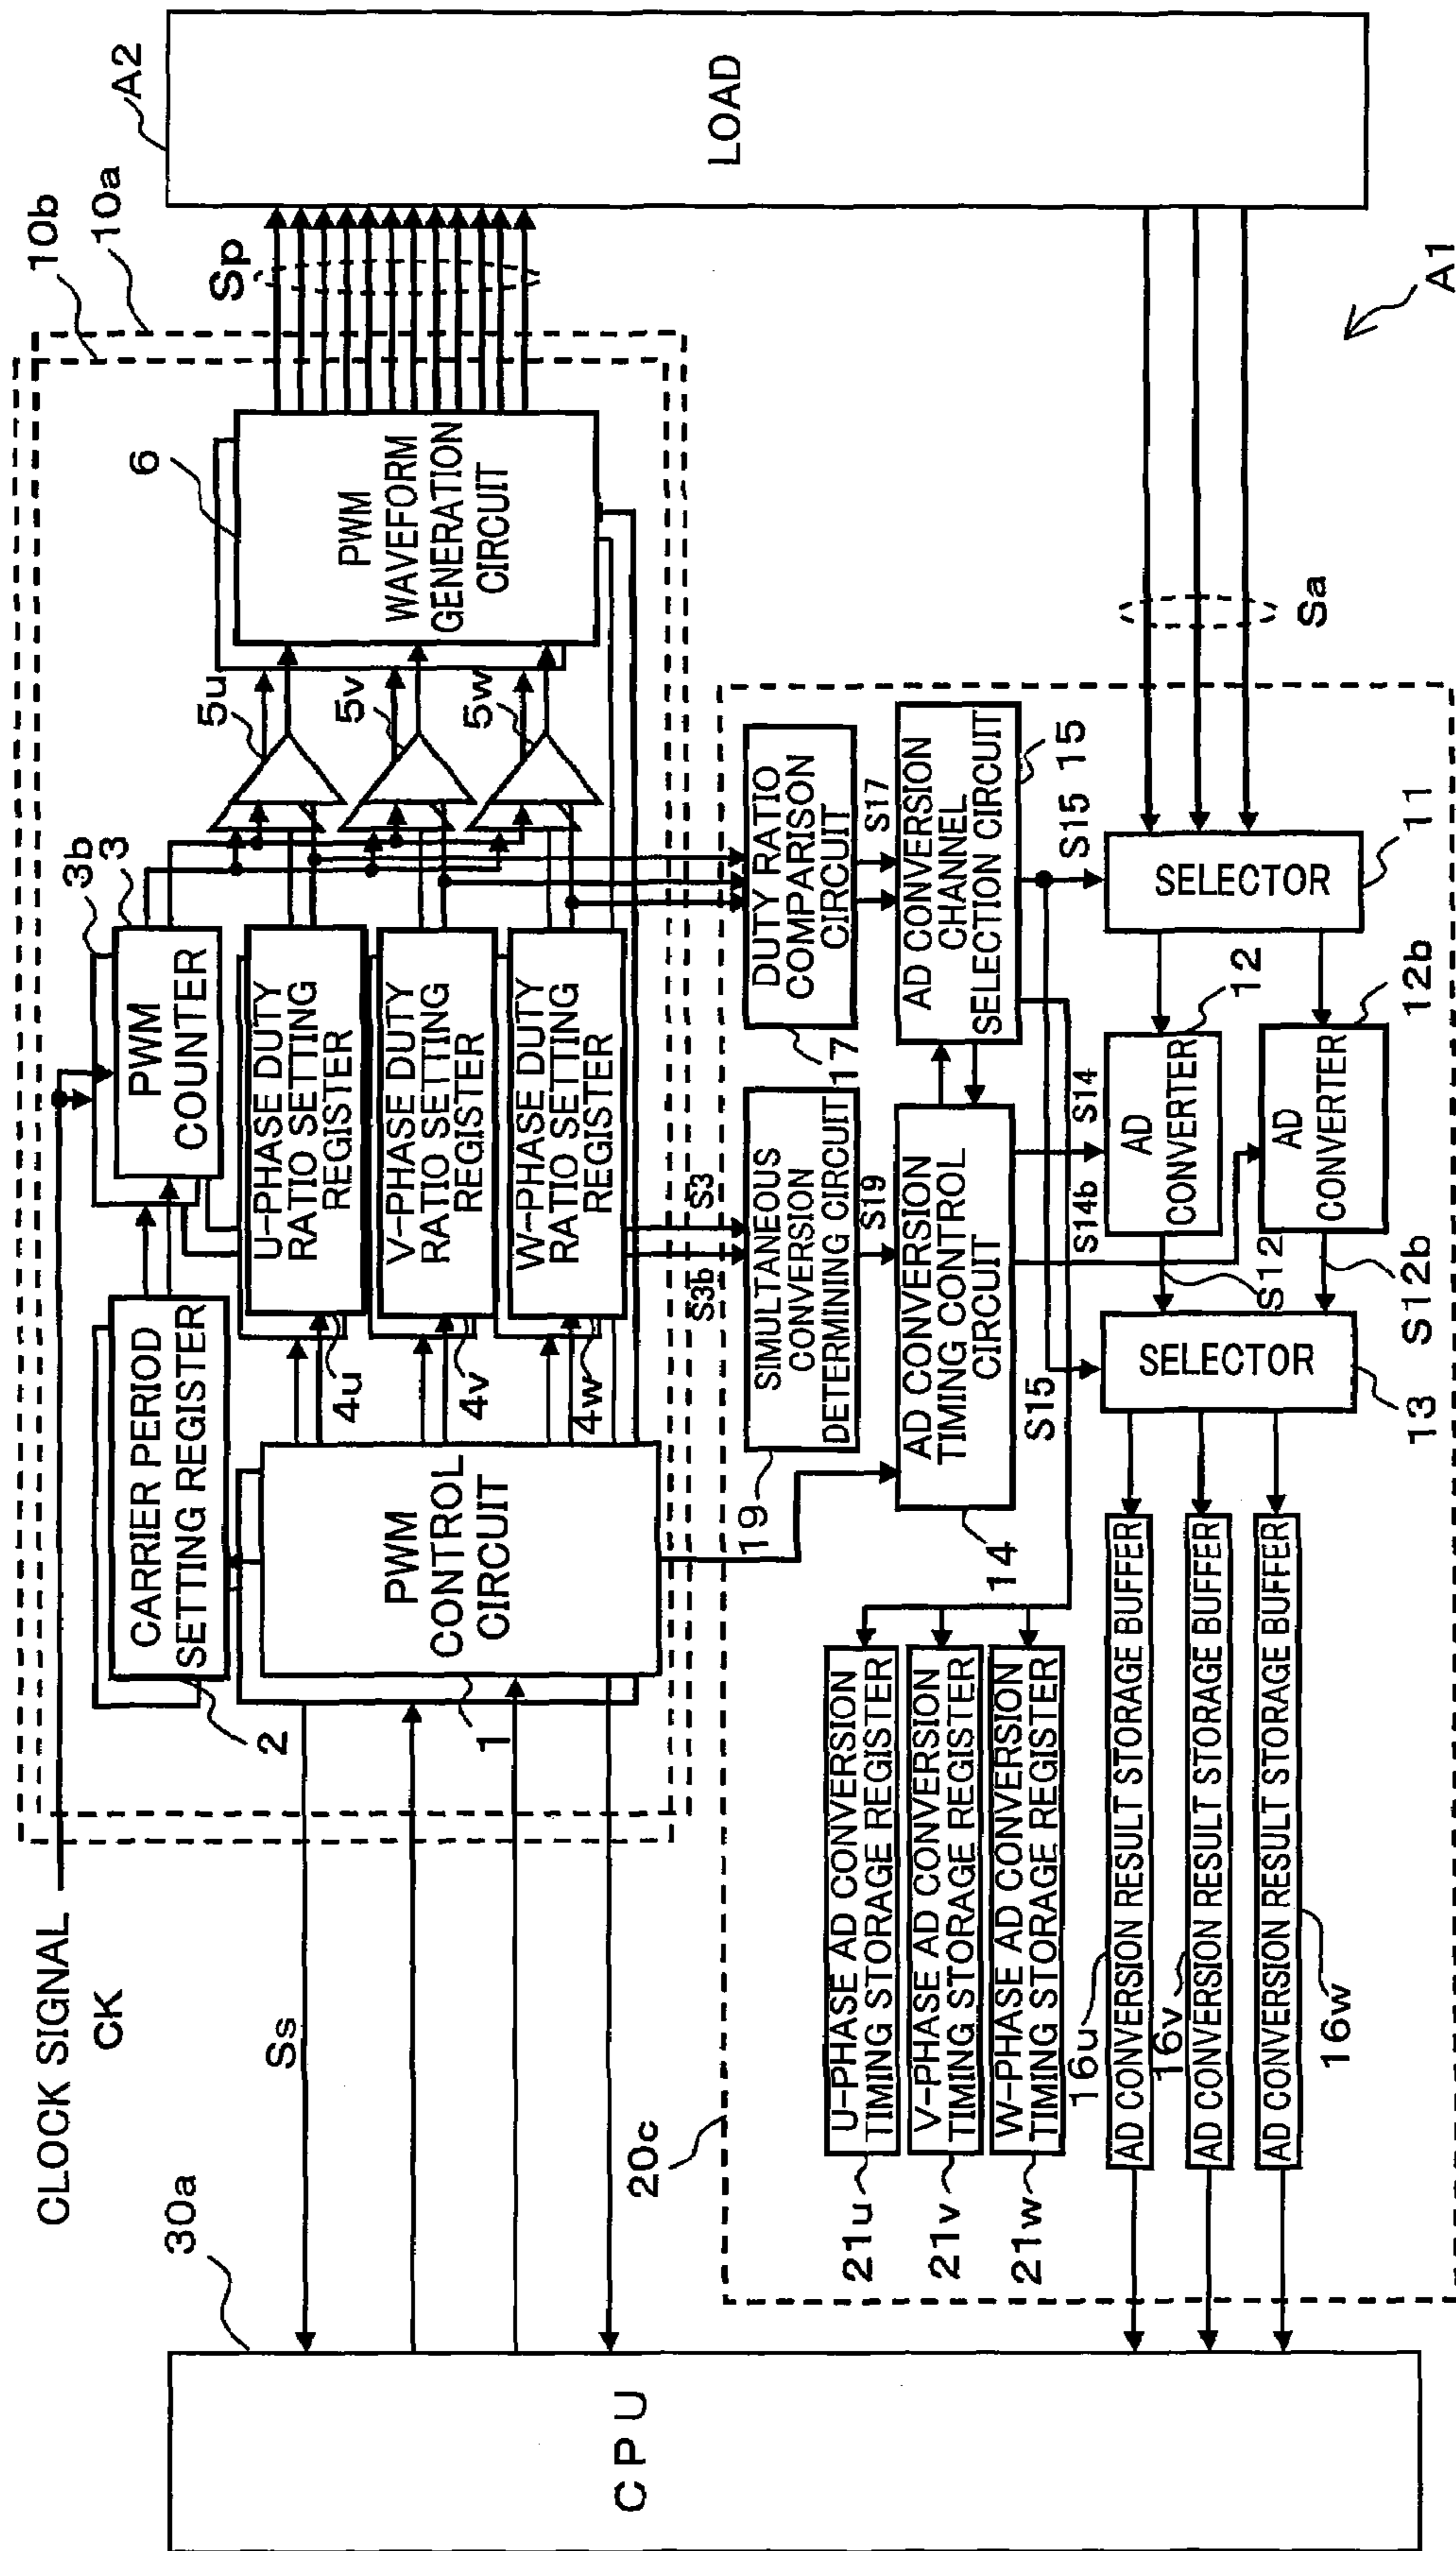 CLOCK SIGNAL
CK
10b
10a
A2
3b
3
PWM
COUNTER
CARRIER PERIOD
SETTING REGISTER
2
U-PHASE DUTY
RATIO SETTING
REGISTER
4u
V-PHASE DUTY
RATIO SETTING
REGISTER
4v
W-PHASE DUTY
RATIO SETTING
REGISTER
4w
5u
5v
5w
6
PWM
WAVEFORM
GENERATION
CIRCUIT
Sp
LOAD
PWM
CONTROL
CIRCUIT
1
Ss
30a
CPU
20c
S3
S3b
SIMULTANEOUS
CONVERSION
DETERMINING CIRCUIT
19
S19
DUTY RATIO
COMPARISON
CIRCUIT
17
S17
AD CONVERSION
CHANNEL
SELECTION CIRCUIT
15
S15
AD CONVERSION
TIMING CONTROL
CIRCUIT
14
S14
S14b
S15
U-PHASE AD CONVERSION
TIMING STORAGE REGISTER
21u
V-PHASE AD CONVERSION
TIMING STORAGE REGISTER
21v
W-PHASE AD CONVERSION
TIMING STORAGE REGISTER
21w
SELECTOR
11
AD
CONVERTER
12
AD
CONVERTER
12b
S12
S12b
SELECTOR
13
AD CONVERSION RESULT STORAGE BUFFER
16u
AD CONVERSION RESULT STORAGE BUFFER
16v
AD CONVERSION RESULT STORAGE BUFFER
16w
Sa
A1